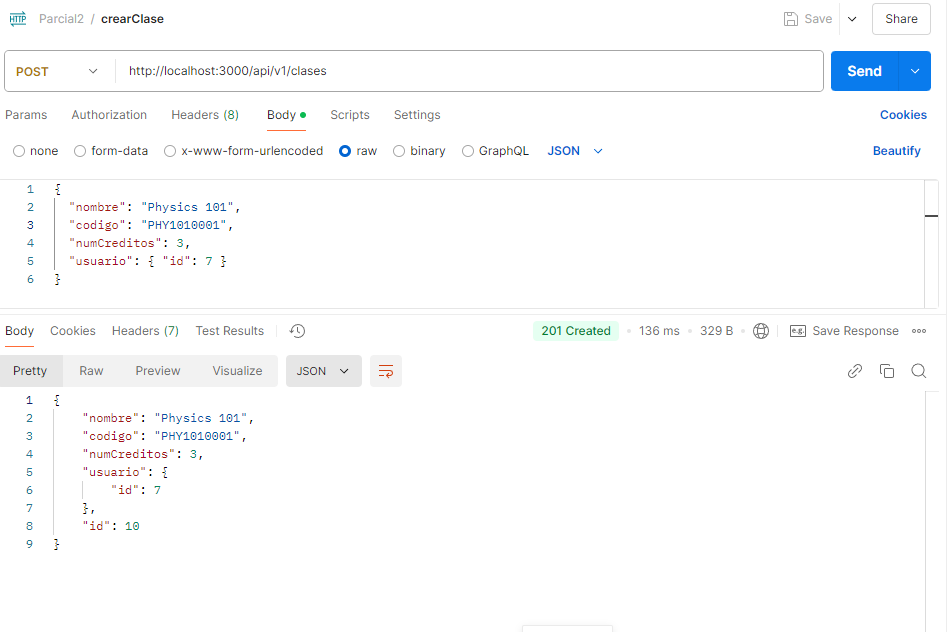 HTTP Parcial2 / crearClase Save Share
POST http://localhost:3000/api/v1/clases Send
Params Authorization Headers (8) Body Scripts Settings Cookies
none form-data x-www-form-urlencoded raw binary GraphQL JSON Beautify
1 {
2 "nombre": "Physics 101",
3 "codigo": "PHY1010001",
4 "numCreditos": 3,
5 "usuario": { "id": 7 }
6 }
Body Cookies Headers (7) Test Results 201 Created 136 ms 329 B e.g. Save Response
Pretty Raw Preview Visualize JSON
1 {
2 "nombre": "Physics 101",
3 "codigo": "PHY1010001",
4 "numCreditos": 3,
5 "usuario": {
6 "id": 7
7 },
8 "id": 10
9 }